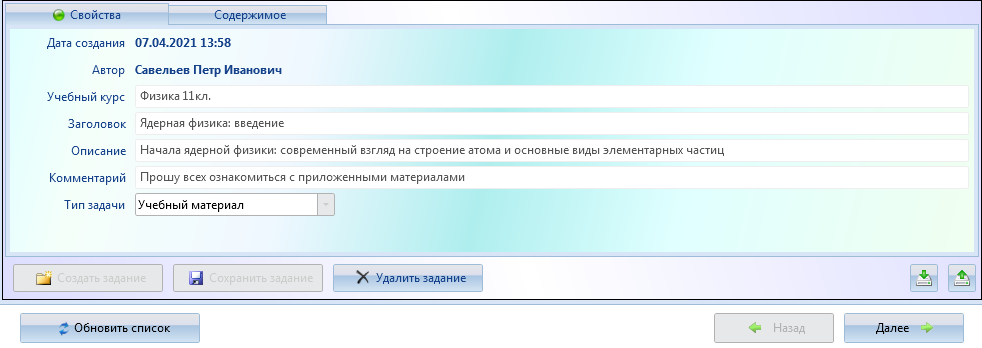 Свойства Содержимое
Дата создания 07.04.2021 13:58
Автор Савельев Петр Иванович
Учебный курс Физика 11кл.
Заголовок Ядерная физика: введение
Описание Начала ядерной физики: современный взгляд на строение атома и основные виды элементарных частиц
Комментарий Прошу всех ознакомиться с приложенными материалами
Тип задачи Учебный материал
Создать задание Сохранить задание Удалить задание
Обновить список Назад Далее